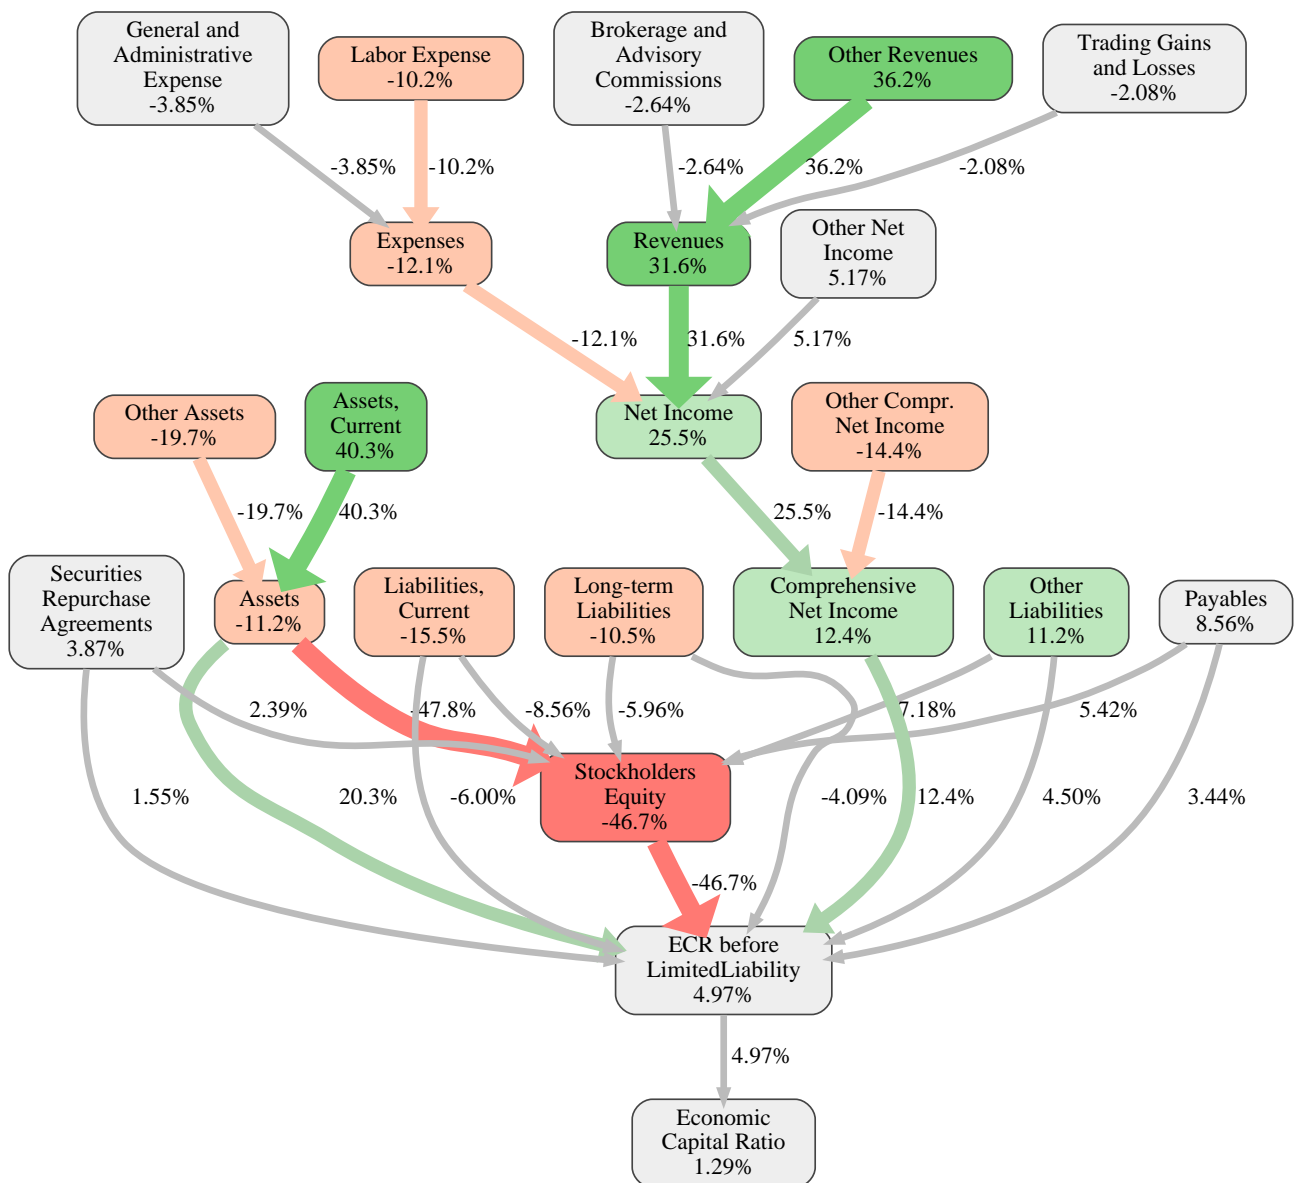 General and
Administrative
Expense
-3.85%
Labor Expense
-10.2%
Brokerage and
Advisory
Commissions
-2.64%
Other Revenues
36.2%
Trading Gains
and Losses
-2.08%
-3.85%
-10.2%
-2.64%
36.2%
-2.08%
Expenses
-12.1%
Revenues
31.6%
Other Net
Income
5.17%
-12.1%
31.6%
5.17%
Other Assets
-19.7%
Assets,
Current
40.3%
Net Income
25.5%
Other Compr.
Net Income
-14.4%
-19.7%
40.3%
25.5%
-14.4%
Securities
Repurchase
Agreements
3.87%
Assets
-11.2%
Liabilities,
Current
-15.5%
Long-term
Liabilities
-10.5%
Comprehensive
Net Income
12.4%
Other
Liabilities
11.2%
Payables
8.56%
2.39%
-47.8%
-8.56%
-5.96%
7.18%
5.42%
Stockholders
Equity
-46.7%
1.55%
20.3%
-6.00%
-4.09%
12.4%
4.50%
3.44%
-46.7%
ECR before
LimitedLiability
4.97%
4.97%
Economic
Capital Ratio
1.29%